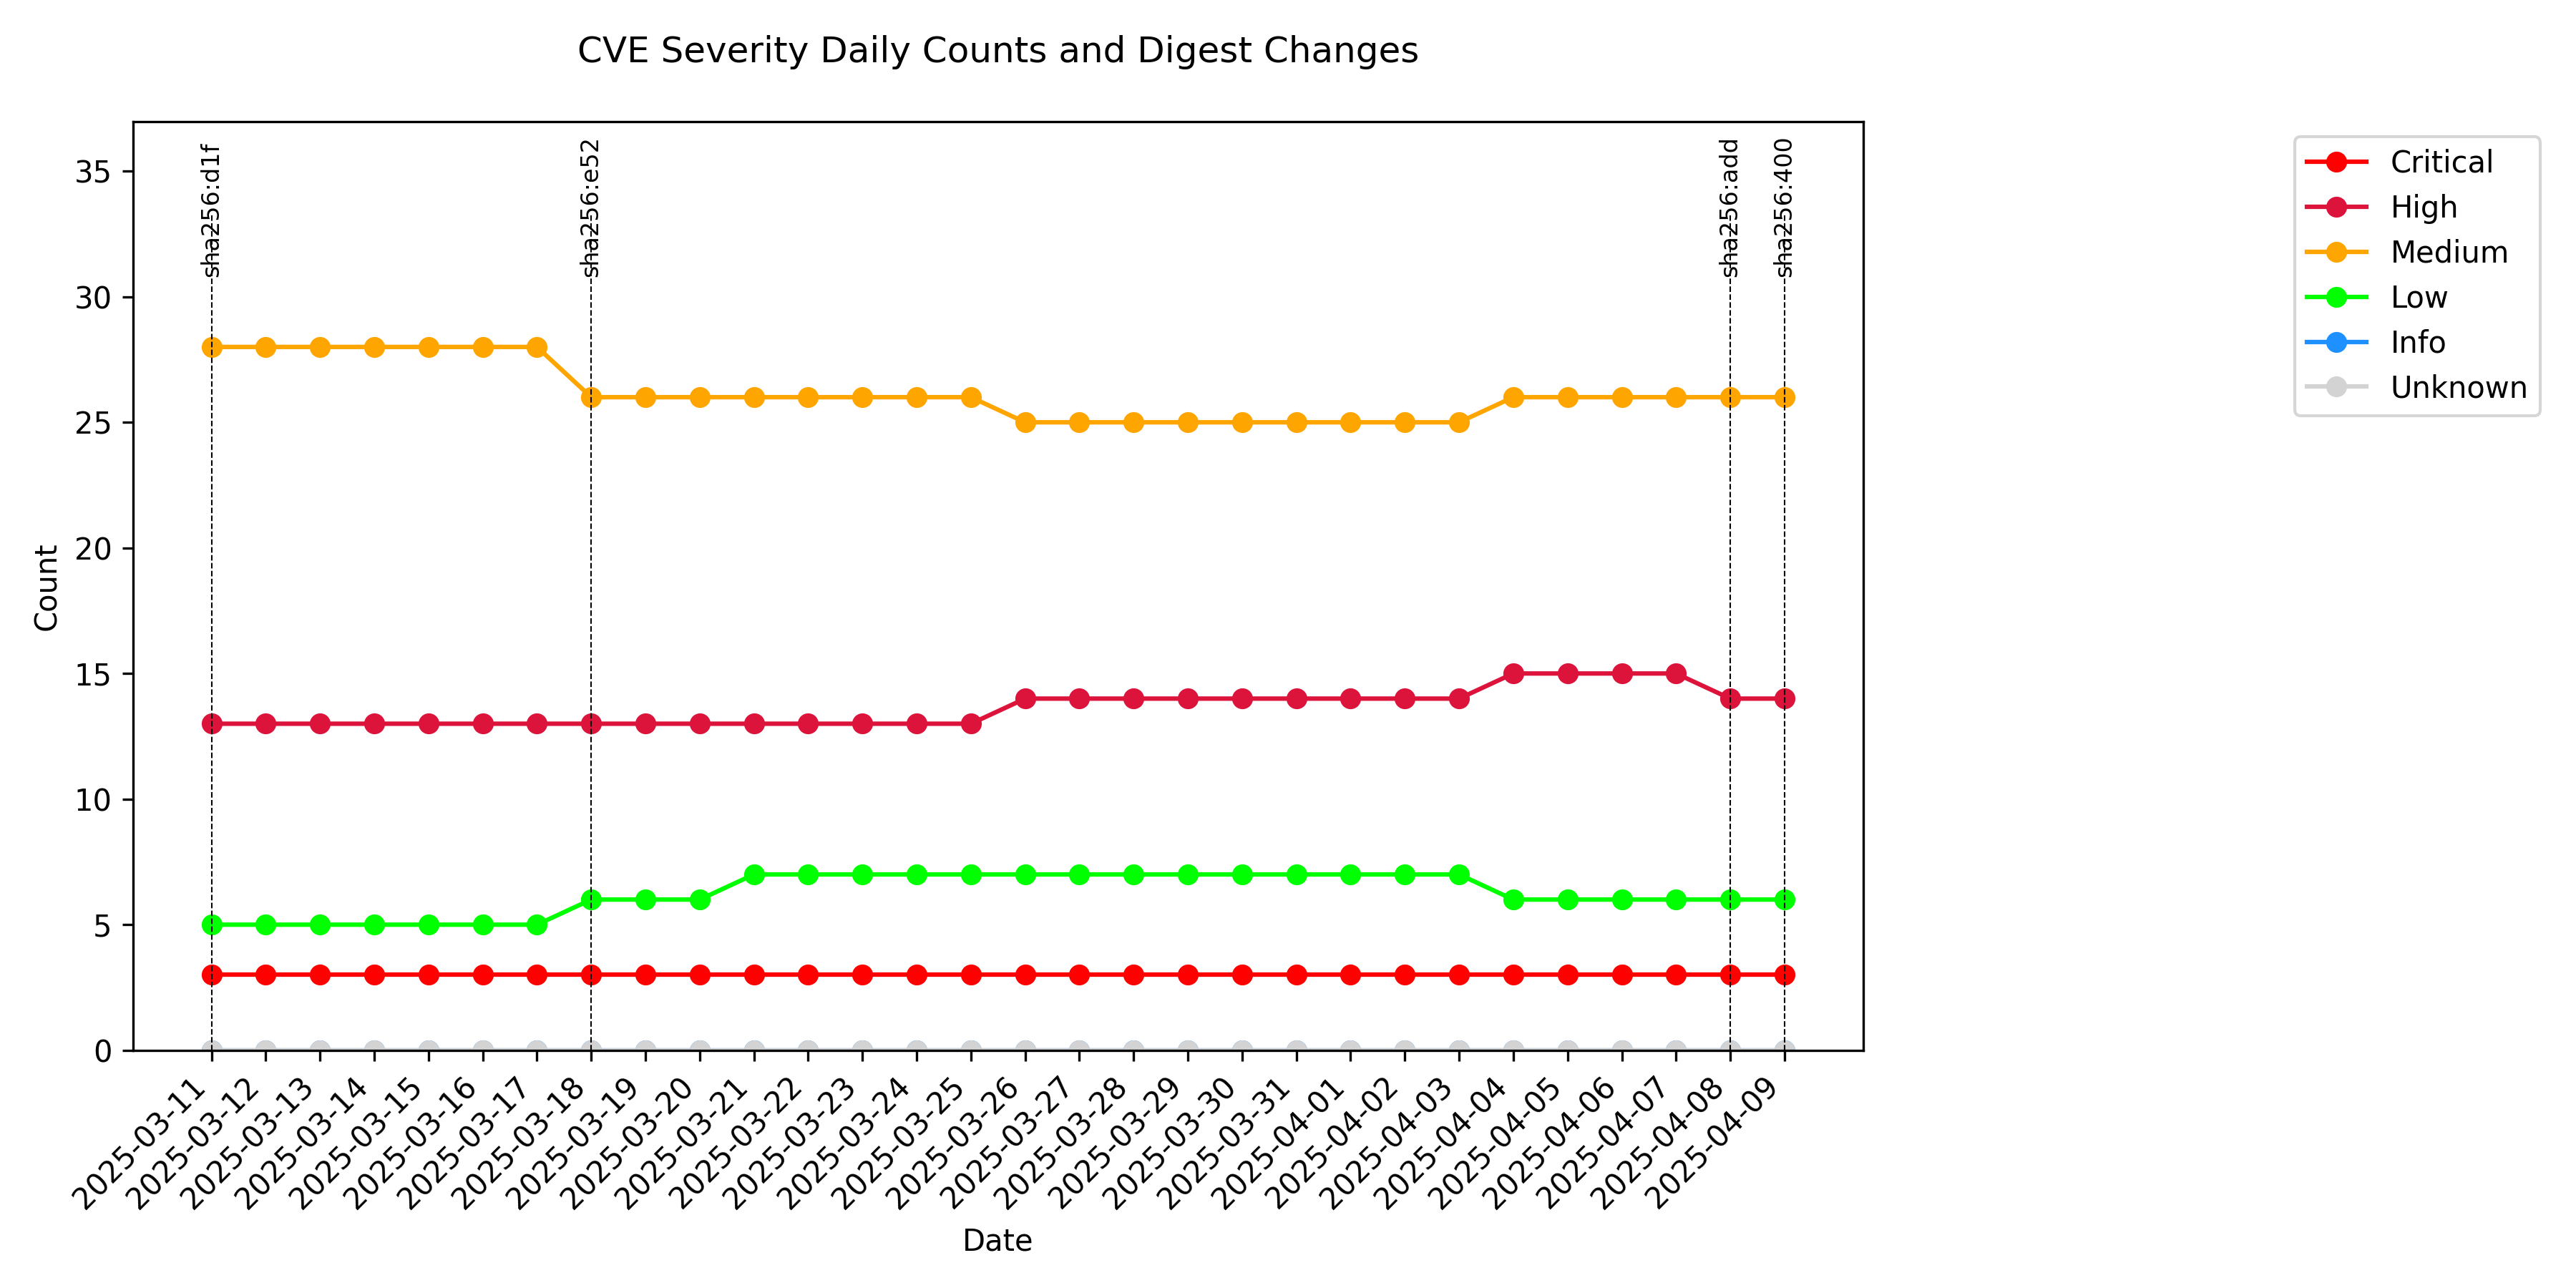 CVE Severity Daily Counts and Digest Changes
sha256:d1f
sha256:e52
sha256:add
sha256:400
Critical
High
Medium
Low
Info
Unknown
Count
35
30
25
20
15
10
5
0
2025-03-11
2025-03-12
2025-03-13
2025-03-14
2025-03-15
2025-03-16
2025-03-17
2025-03-18
2025-03-19
2025-03-20
2025-03-21
2025-03-22
2025-03-23
2025-03-24
2025-03-25
2025-03-26
2025-03-27
2025-03-28
2025-03-29
2025-03-30
2025-03-31
2025-04-01
2025-04-02
2025-04-03
2025-04-04
2025-04-05
2025-04-06
2025-04-07
2025-04-08
2025-04-09
Date